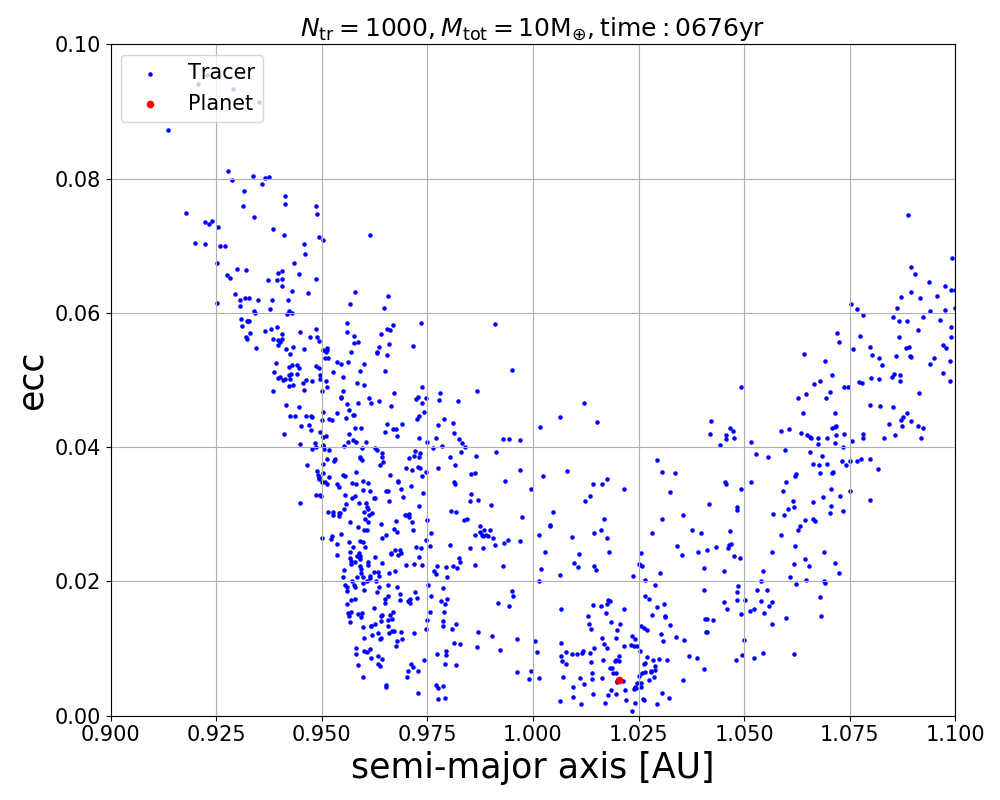 N_tr = 1000, M_tot = 10M_⊕, time : 0676yr
Tracer
Planet
ecc
0.10
0.08
0.06
0.04
0.02
0.00
0.900 0.925 0.950 0.975 1.000 1.025 1.050 1.075 1.100
semi-major axis [AU]